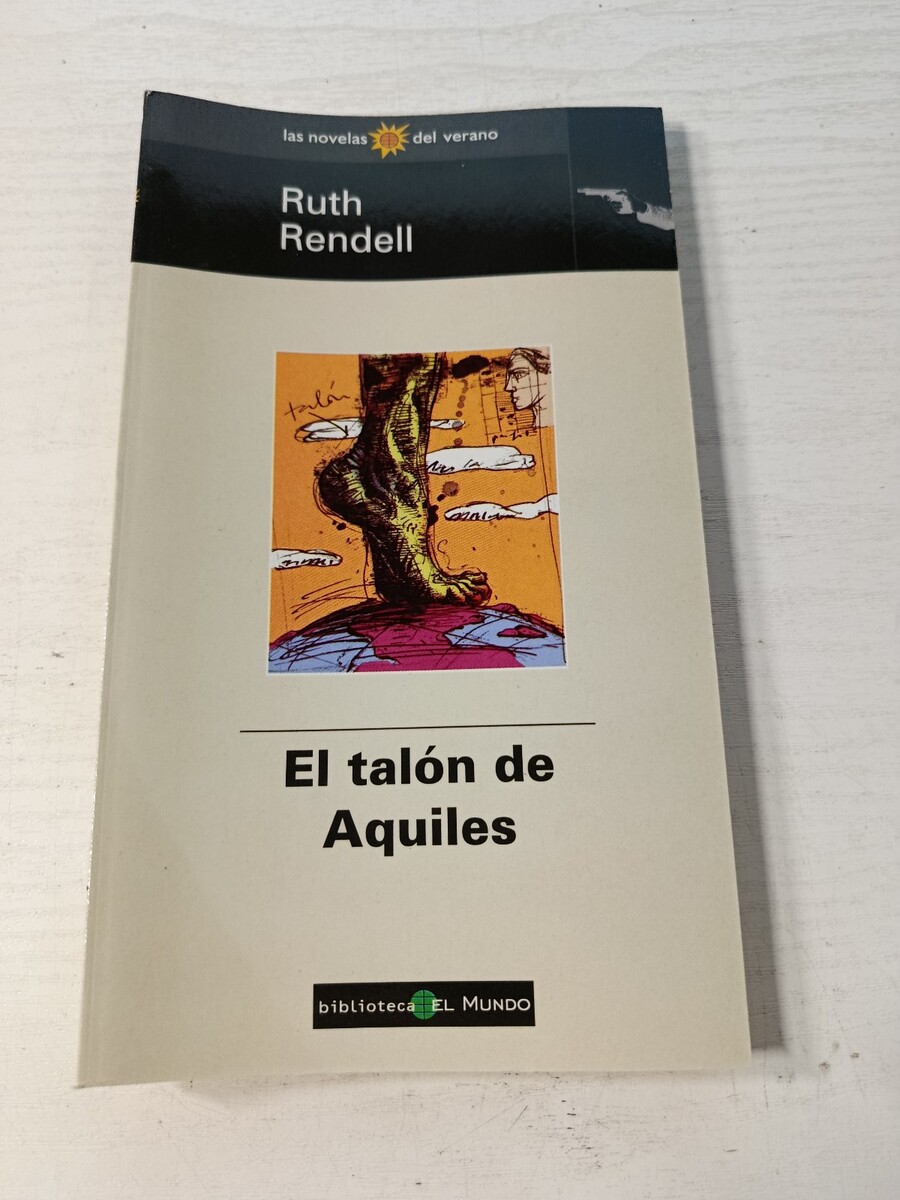 las novelas del verano
Ruth
Rendell
talón
El talón de
Aquiles
biblioteca EL MUNDO